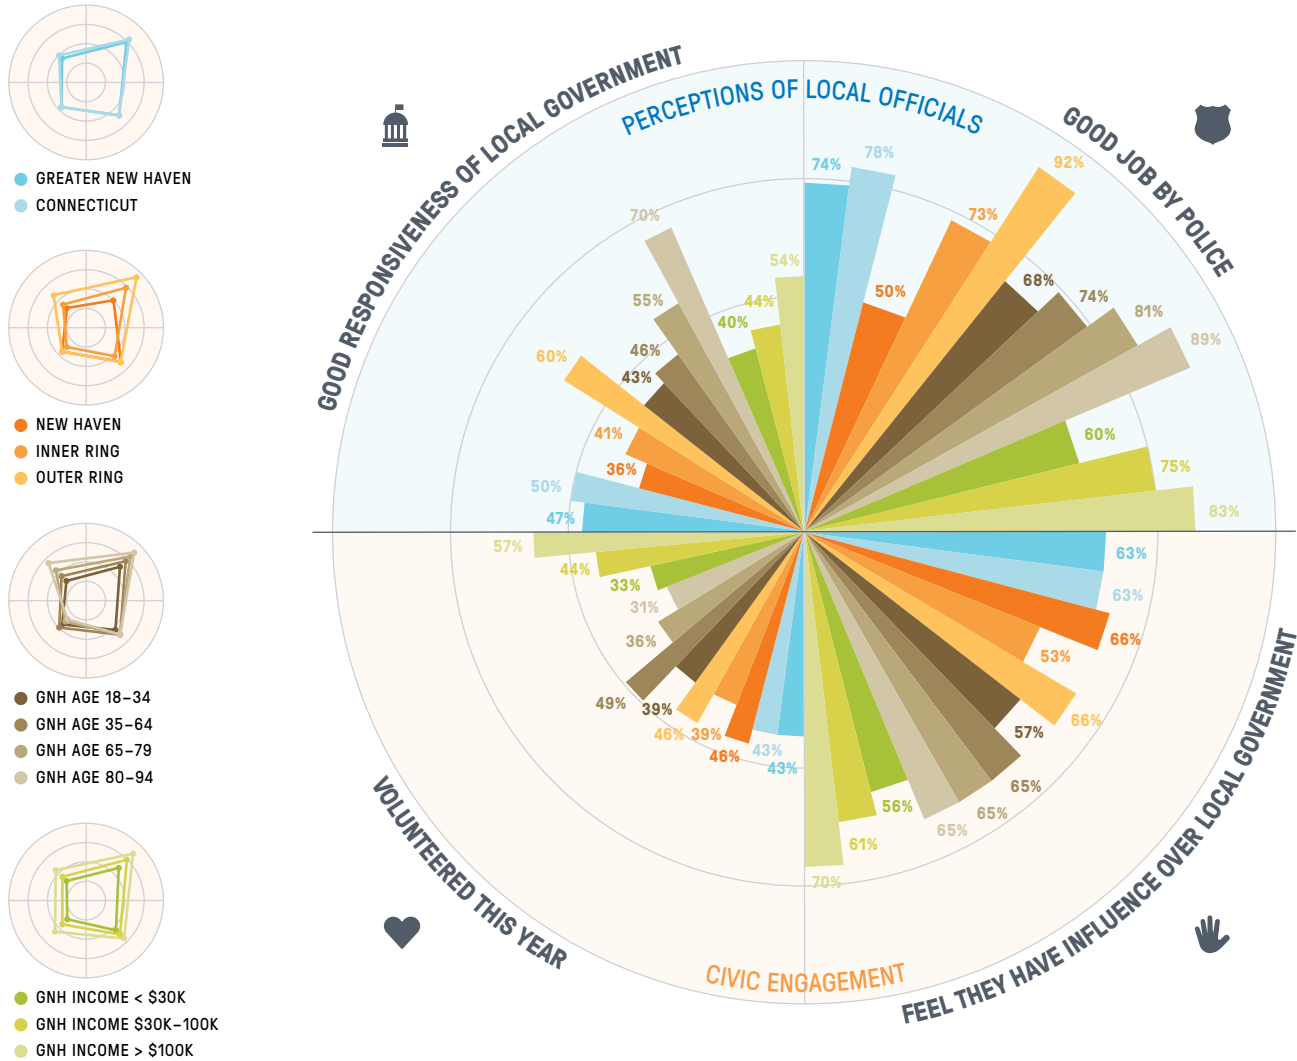 GREATER NEW HAVEN
CONNECTICUT
NEW HAVEN
INNER RING
OUTER RING
GNH AGE 18–34
GNH AGE 35–64
GNH AGE 65–79
GNH AGE 80–94
GNH INCOME < $30K
GNH INCOME $30K–100K
GNH INCOME > $100K
GOOD RESPONSIVENESS OF LOCAL GOVERNMENT
PERCEPTIONS OF LOCAL OFFICIALS
GOOD JOB BY POLICE
74%
78%
50%
73%
92%
68%
74%
81%
89%
60%
75%
83%
63%
63%
66%
53%
66%
57%
65%
65%
65%
56%
61%
70%
43%
43%
46%
39%
46%
39%
49%
36%
31%
33%
44%
57%
47%
50%
36%
41%
60%
43%
46%
55%
70%
40%
44%
54%
VOLUNTEERED THIS YEAR
CIVIC ENGAGEMENT
FEEL THEY HAVE INFLUENCE OVER LOCAL GOVERNMENT